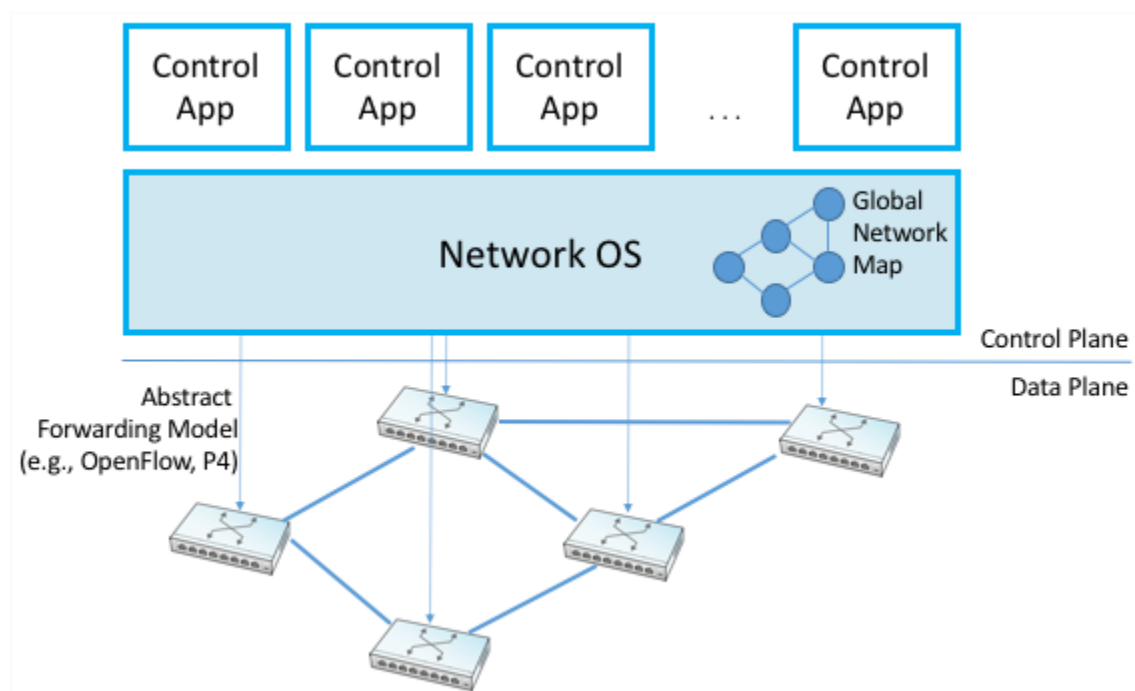 Control
App
Control
App
Control
App
. . .
Control
App
Network OS
Global
Network
Map
Control Plane
Data Plane
Abstract
Forwarding Model
(e.g., OpenFlow, P4)